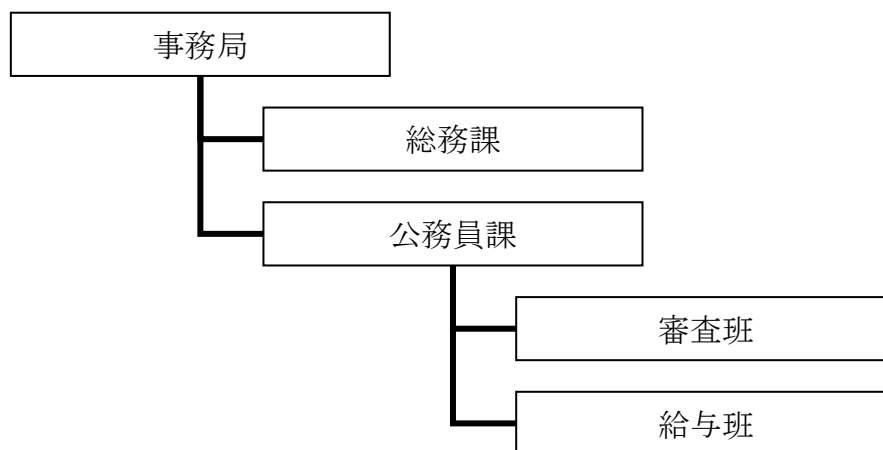 事務局
総務課
公務員課
審査班
給与班